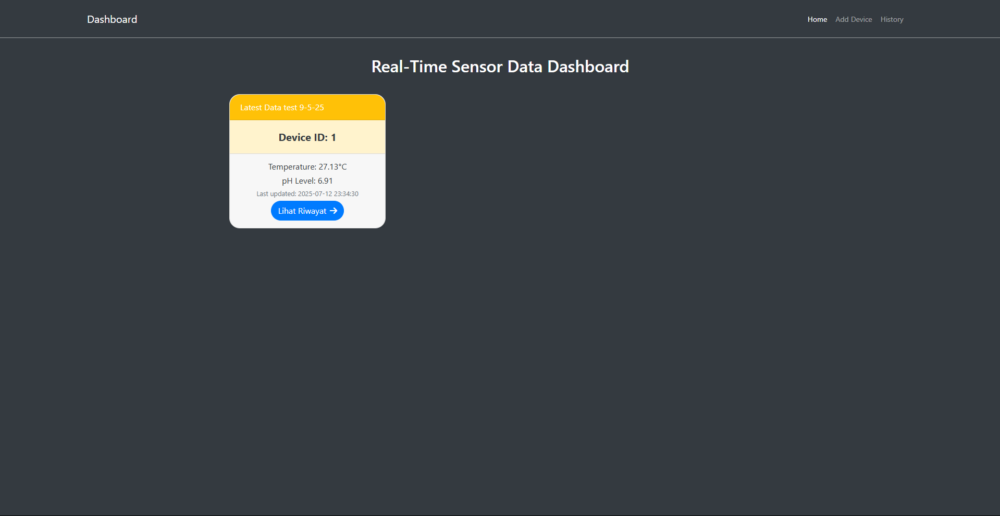 Dashboard
Home Add Device History
Real-Time Sensor Data Dashboard
Latest Data test 9-5-25
Device ID: 1
Temperature: 27.13°C
pH Level: 6.91
Last updated: 2025-07-12 23:34:30
Lihat Riwayat →